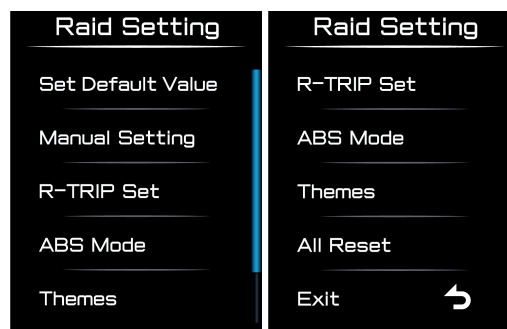 Raid Setting
Set Default Value
Manual Setting
R-TRIP Set
ABS Mode
Themes
Raid Setting
R-TRIP Set
ABS Mode
Themes
All Reset
Exit